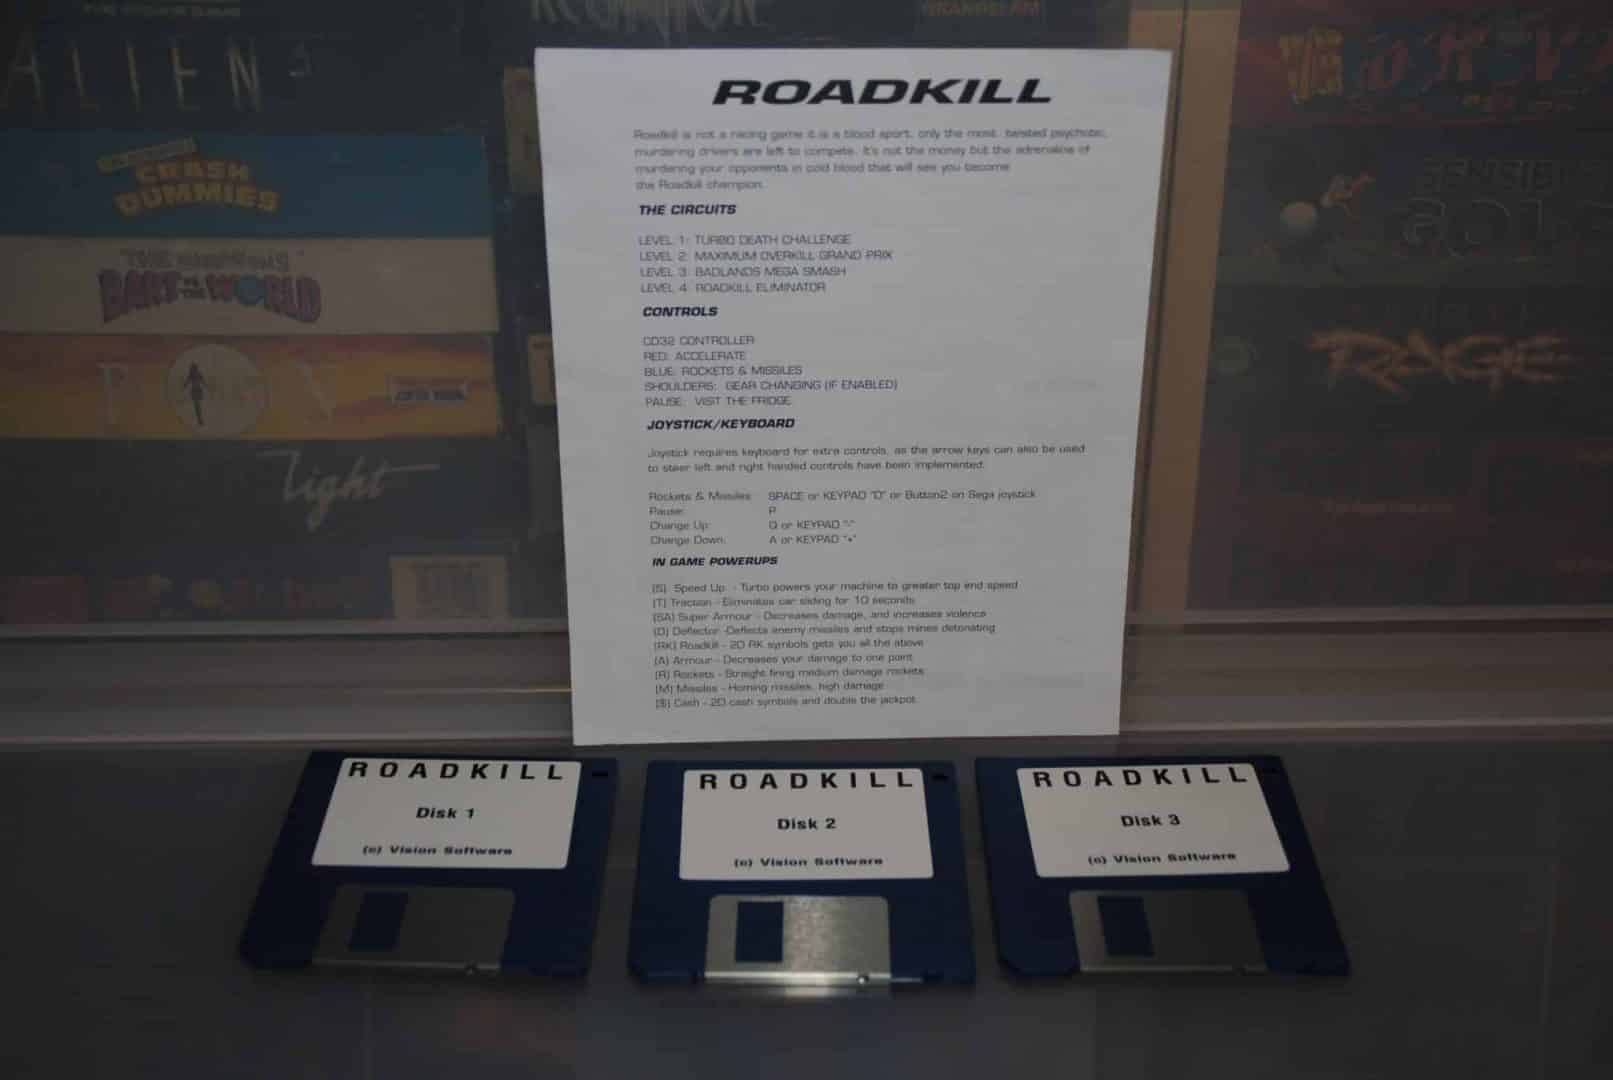 ALIEN 3
CRASH
DUMMIES
THE SIMPSONS
BART VS THE WORLD
Tight
SENSIBLE
GOLF
RAGE
ROADKILL
Roadkill is not a racing game it is a blood sport, only the most twisted psychotic,
murdering drivers are left to compete. It's not the money but the adrenaline of
murdering your opponents in cold blood that will see you become
the Roadkill champion.
THE CIRCUITS
LEVEL 1: TURBO DEATH CHALLENGE
LEVEL 2: MAXIMUM OVERKILL GRAND PRIX
LEVEL 3: BADLANDS MEGA SMASH
LEVEL 4: ROADKILL ELIMINATOR
CONTROLS
CD32 CONTROLLER
RED: ACCELERATE
BLUE: ROCKETS & MISSILES
SHOULDERS: GEAR CHANGING (IF ENABLED)
PAUSE: VISIT THE FRIDGE
JOYSTICK/KEYBOARD
Joystick requires keyboard for extra controls, as the arrow keys can also be used
to steer left and right handed controls have been implemented.
Rockets & Missiles: SPACE or KEYPAD "0" or Button2 on Sega joystick
Pause: P
Change Up: Q or KEYPAD "-"
Change Down: A or KEYPAD "+"
IN GAME POWERUPS
(S) Speed Up - Turbo powers your machine to greater top end speed
(T) Traction - Eliminates car sliding for 10 seconds
(SA) Super Armour - Decreases damage, and increases violence
(D) Deflector -Deflects enemy missiles and stops mines detonating
(RK) Roadkill - 20 RK symbols gets you all the above
(A) Armour - Decreases your damage to one point
(R) Rockets - Straight firing medium damage rockets
(M) Missiles - Homing missiles, high damage
($) Cash - 20 cash symbols and double the jackpot.
ROADKILL
Disk 1
(c) Vision Software
ROADKILL
Disk 2
(c) Vision Software
ROADKILL
Disk 3
(c) Vision Software